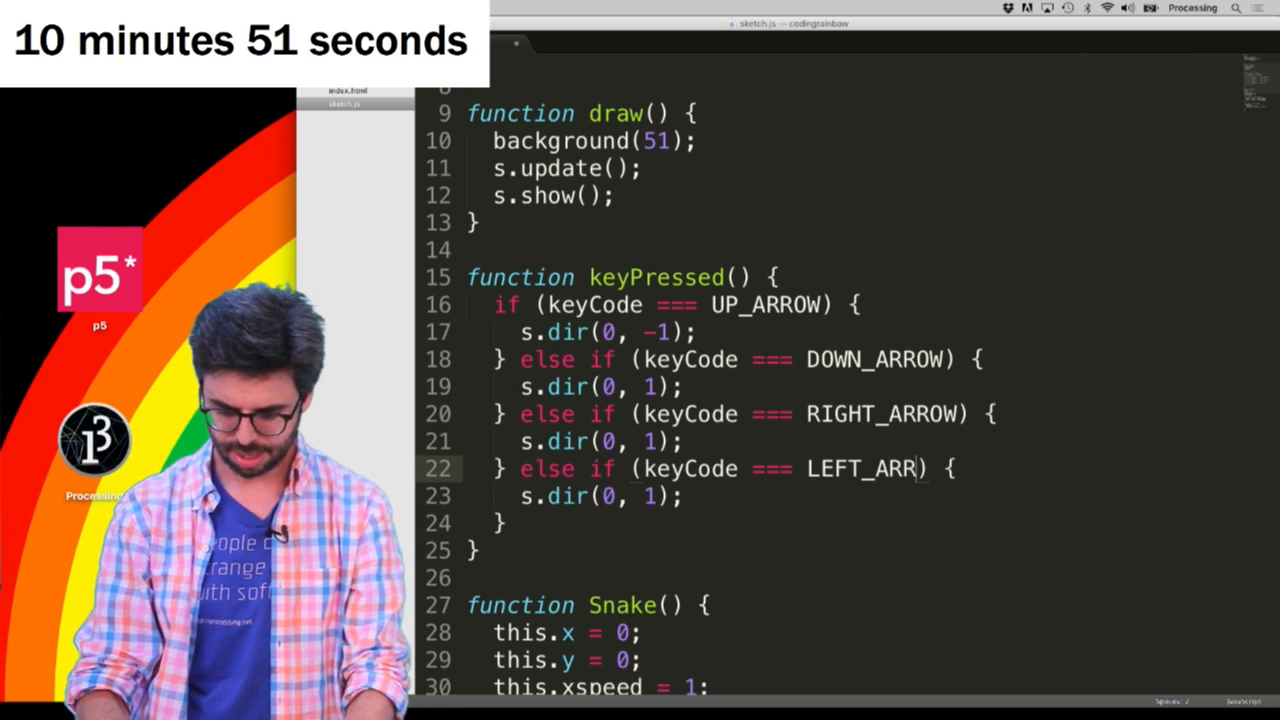 10 minutes 51 seconds
Processing
sketch.js — codingrainbow
index.html
sketch.js
8
9 function draw() {
10 background(51);
11 s.update();
12 s.show();
13 }
14
15 function keyPressed() {
16 if (keyCode === UP_ARROW) {
17 s.dir(0, -1);
18 } else if (keyCode === DOWN_ARROW) {
19 s.dir(0, 1);
20 } else if (keyCode === RIGHT_ARROW) {
21 s.dir(0, 1);
22 } else if (keyCode === LEFT_ARR) {
23 s.dir(0, 1);
24 }
25 }
26
27 function Snake() {
28 this.x = 0;
29 this.y = 0;
30 this.xspeed = 1;
p5*
p5
Processing
eople
with sof
Spaces: 2 JavaScript